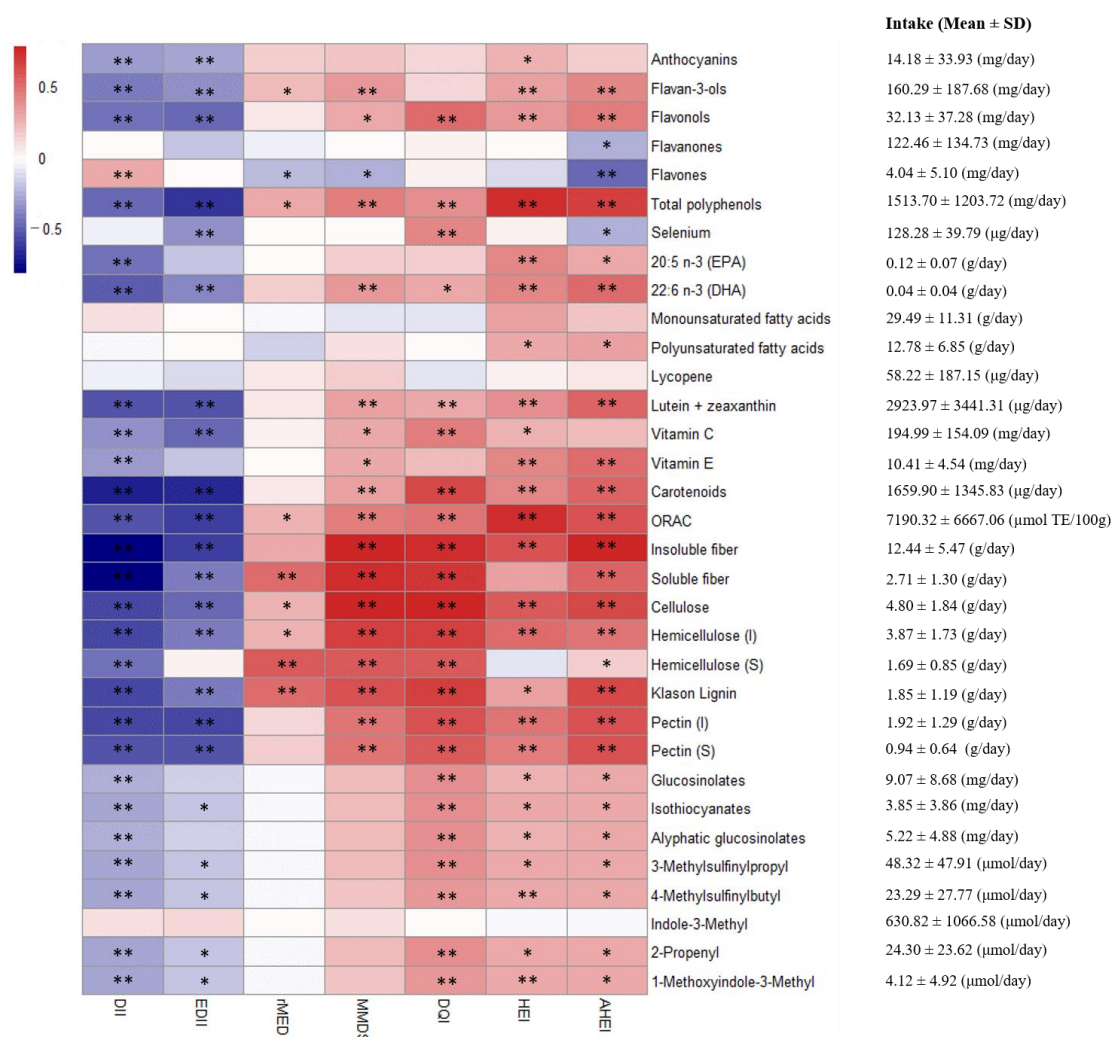 Intake (Mean ± SD)
0.5
0
−0.5
** ** * Anthocyanins 14.18 ± 33.93 (mg/day)
** ** * ** ** ** Flavan-3-ols 160.29 ± 187.68 (mg/day)
** ** * ** ** ** Flavonols 32.13 ± 37.28 (mg/day)
* Flavanones 122.46 ± 134.73 (mg/day)
** * * ** Flavones 4.04 ± 5.10 (mg/day)
** ** * ** ** ** ** Total polyphenols 1513.70 ± 1203.72 (mg/day)
** ** * Selenium 128.28 ± 39.79 (μg/day)
** ** * 20:5 n-3 (EPA) 0.12 ± 0.07 (g/day)
** ** ** * ** ** 22:6 n-3 (DHA) 0.04 ± 0.04 (g/day)
Monounsaturated fatty acids 29.49 ± 11.31 (g/day)
* * Polyunsaturated fatty acids 12.78 ± 6.85 (g/day)
Lycopene 58.22 ± 187.15 (μg/day)
** ** ** ** ** ** Lutein + zeaxanthin 2923.97 ± 3441.31 (μg/day)
** ** * ** * Vitamin C 194.99 ± 154.09 (mg/day)
** * ** ** Vitamin E 10.41 ± 4.54 (mg/day)
** ** ** ** ** ** Carotenoids 1659.90 ± 1345.83 (μg/day)
** ** * ** ** ** ** ORAC 7190.32 ± 6667.06 (μmol TE/100g)
** ** ** ** ** ** Insoluble fiber 12.44 ± 5.47 (g/day)
** ** ** ** ** ** Soluble fiber 2.71 ± 1.30 (g/day)
** ** * ** ** ** ** Cellulose 4.80 ± 1.84 (g/day)
** ** * ** ** ** ** Hemicellulose (I) 3.87 ± 1.73 (g/day)
** ** ** ** * Hemicellulose (S) 1.69 ± 0.85 (g/day)
** ** ** ** ** * ** Klason Lignin 1.85 ± 1.19 (g/day)
** ** ** ** ** ** Pectin (I) 1.92 ± 1.29 (g/day)
** ** ** ** ** ** Pectin (S) 0.94 ± 0.64 (g/day)
** ** * * Glucosinolates 9.07 ± 8.68 (mg/day)
** * ** * * Isothiocyanates 3.85 ± 3.86 (mg/day)
** ** * * Alyphatic glucosinolates 5.22 ± 4.88 (mg/day)
** * ** * * 3-Methylsulfinylpropyl 48.32 ± 47.91 (μmol/day)
** * ** ** * 4-Methylsulfinylbutyl 23.29 ± 27.77 (μmol/day)
Indole-3-Methyl 630.82 ± 1066.58 (μmol/day)
** * ** * * 2-Propenyl 24.30 ± 23.62 (μmol/day)
** * ** ** * 1-Methoxyindole-3-Methyl 4.12 ± 4.92 (μmol/day)
DII EDII rMED MMDS DQI HEI AHEI